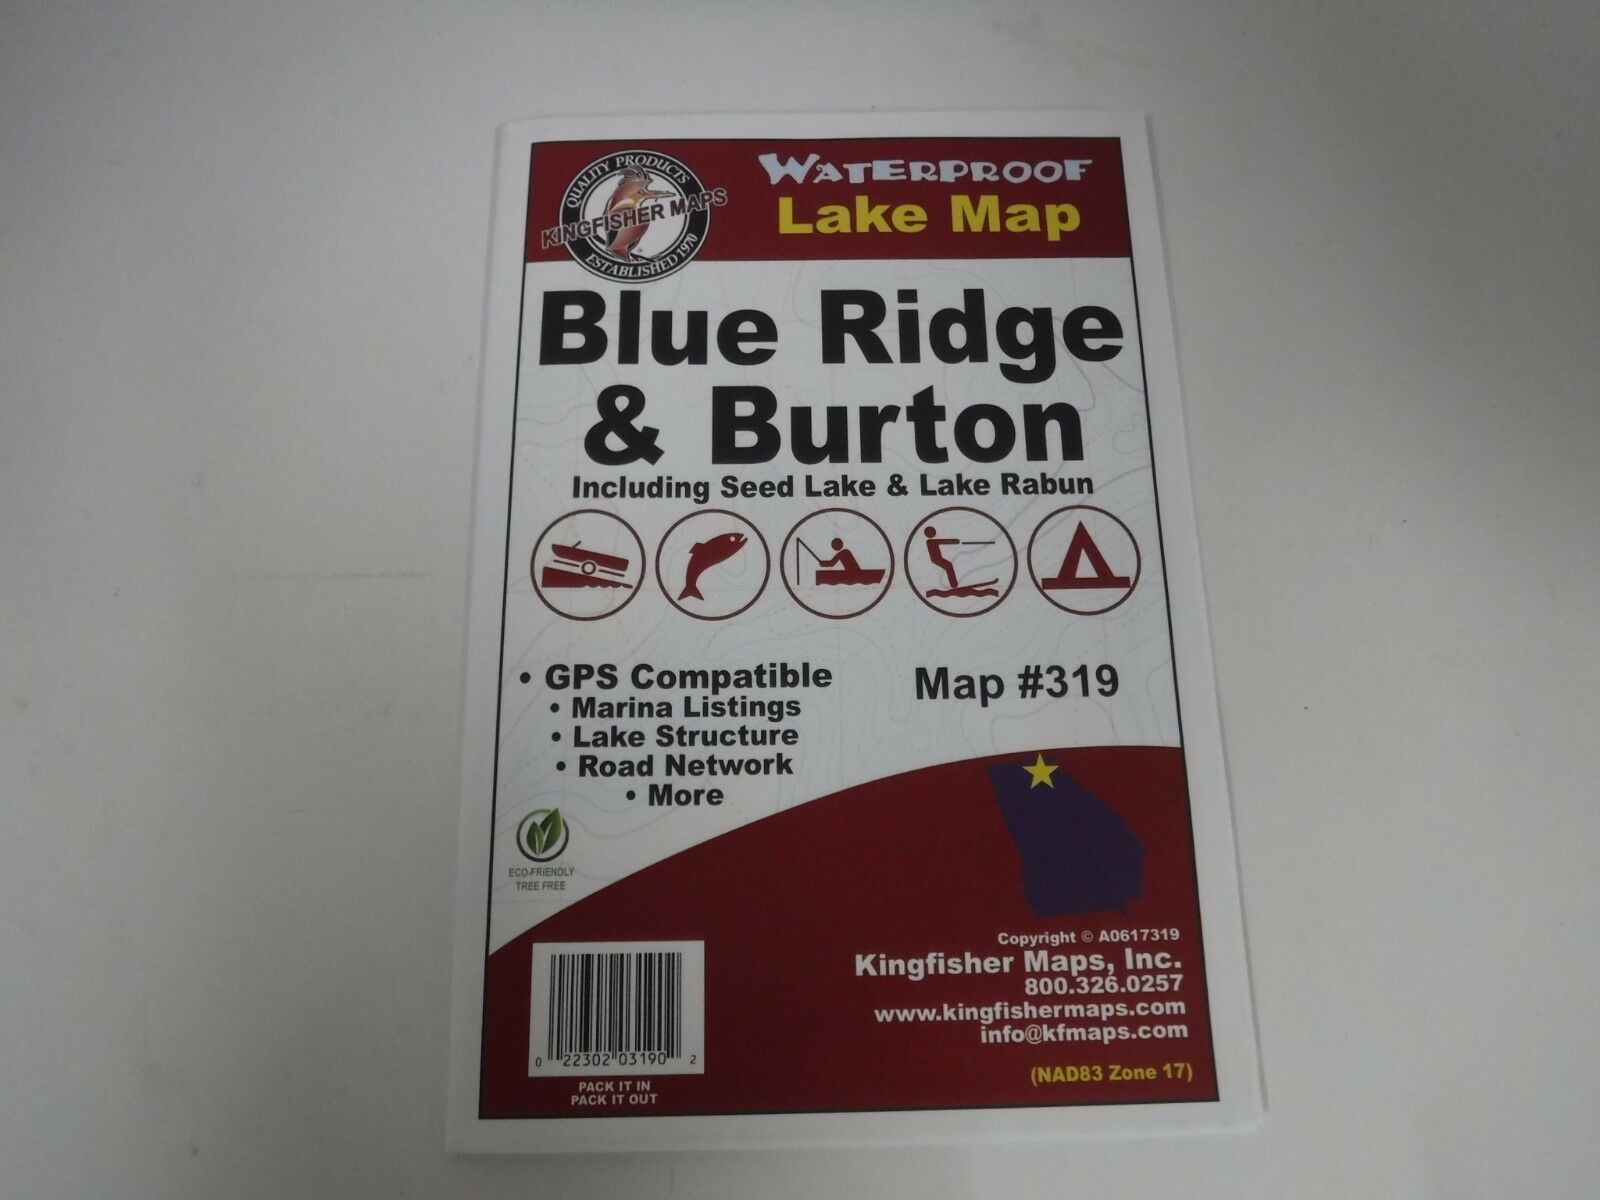 QUALITY PRODUCTS
KINGFISHER MAPS
ESTABLISHED 1970
WATERPROOF
Lake Map
Blue Ridge
& Burton
Including Seed Lake & Lake Rabun
• GPS Compatible
• Marina Listings
• Lake Structure
• Road Network
• More
Map #319
ECO-FRIENDLY
TREE FREE
Copyright © A0617319
Kingfisher Maps, Inc.
800.326.0257
www.kingfishermaps.com
info@kfmaps.com
(NAD83 Zone 17)
0 22302 03190 2
PACK IT IN
PACK IT OUT